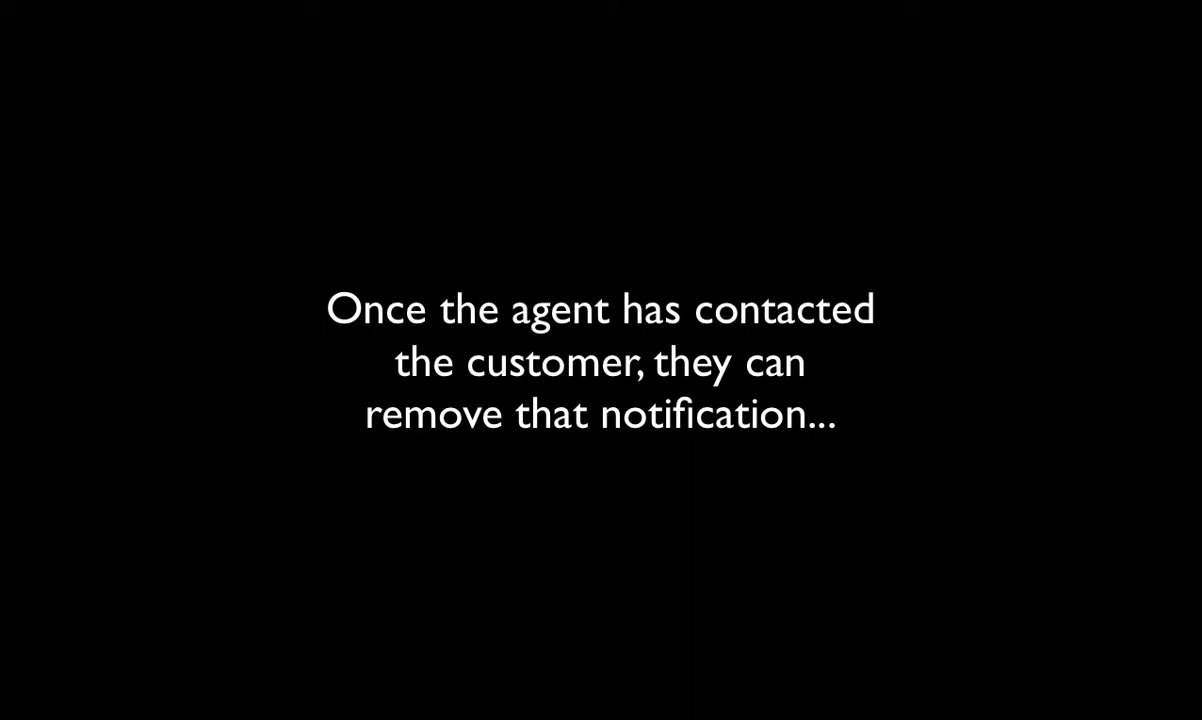 Once the agent has contacted
the customer, they can
remove that notification...